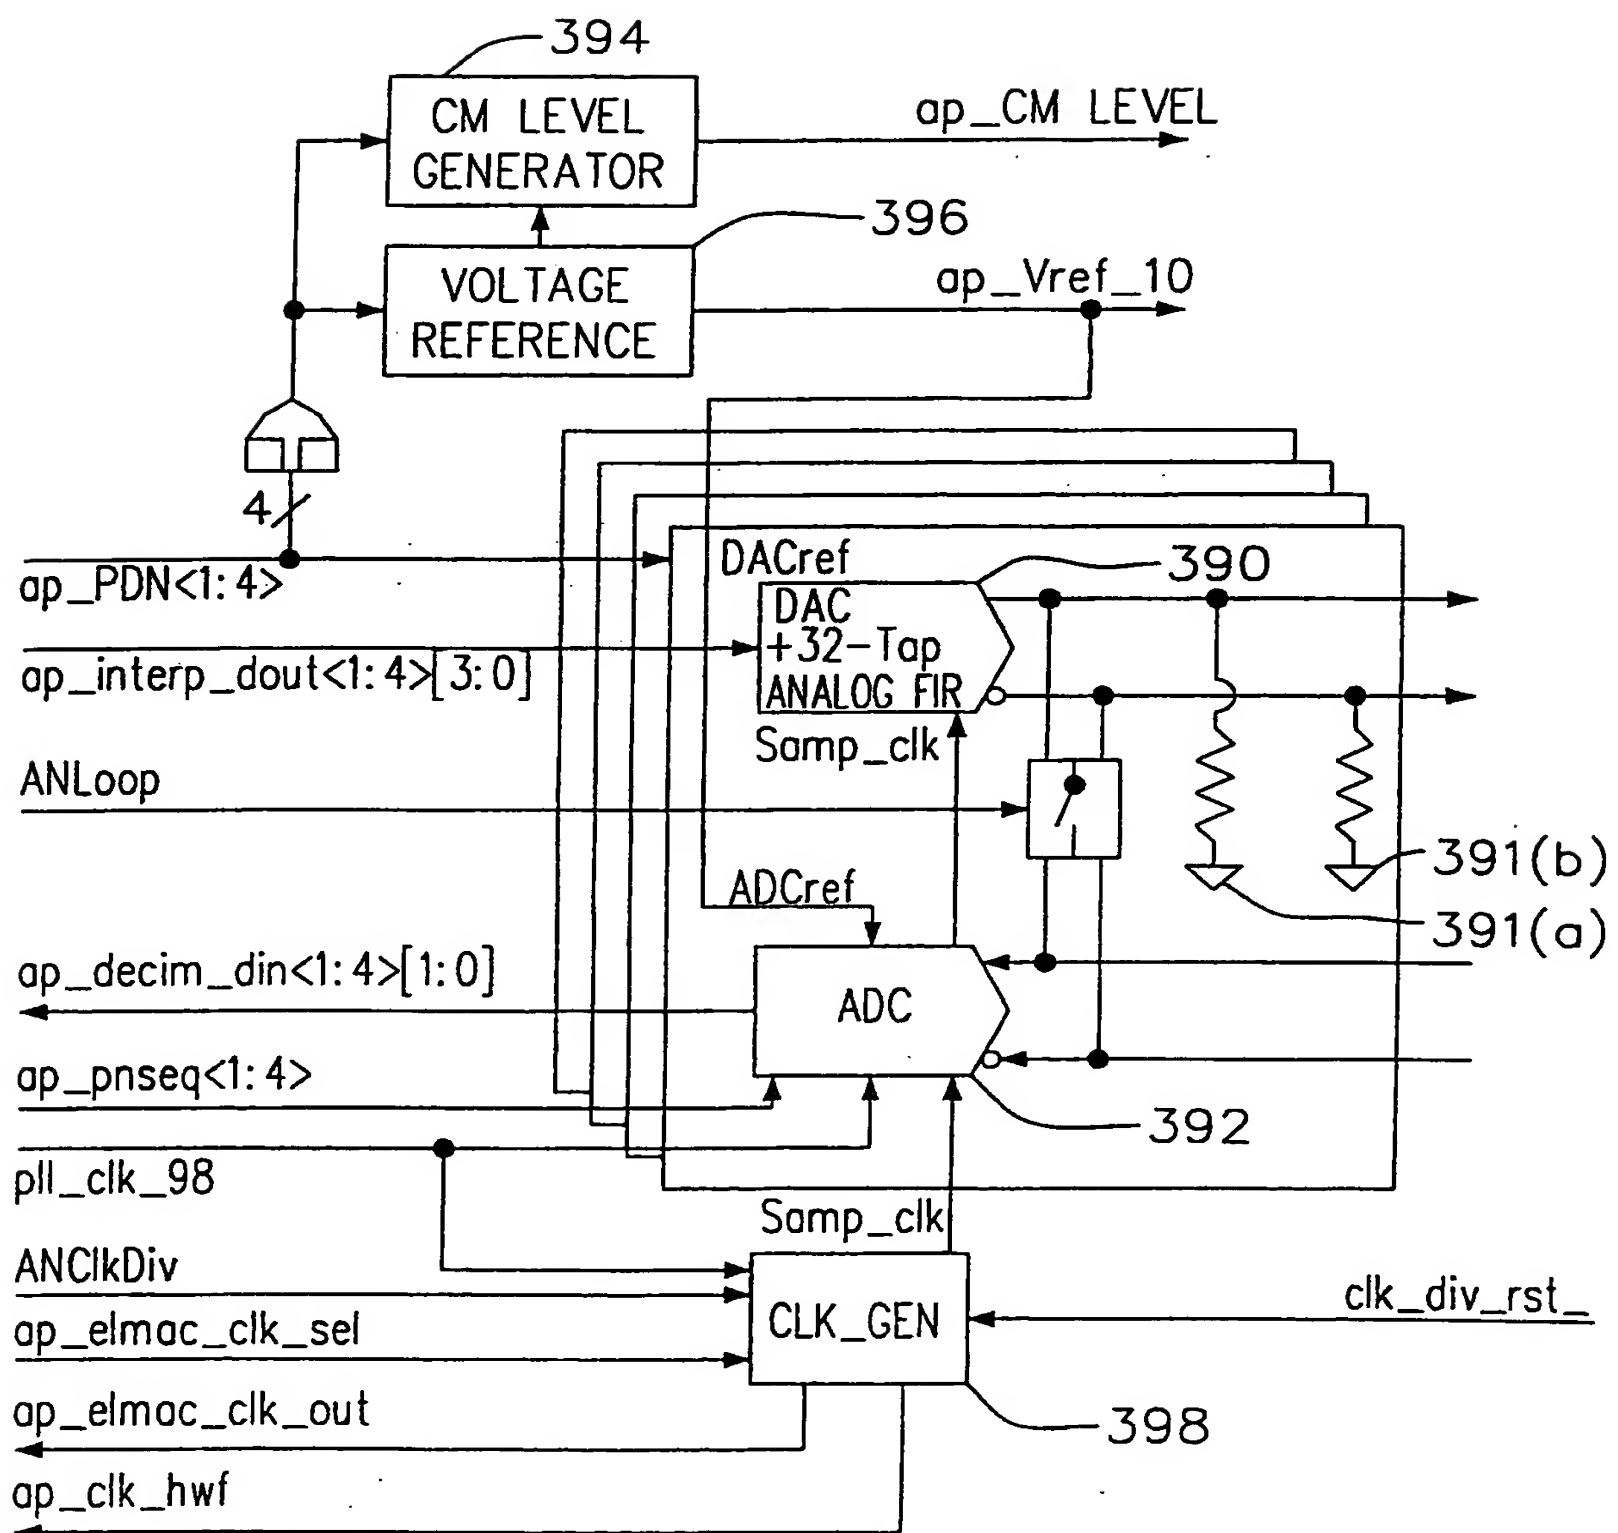 394
CM LEVEL
GENERATOR
ap_CM LEVEL
396
VOLTAGE
REFERENCE
ap_Vref_10
4
ap_PDN<1:4>
DACref
390
DAC
+32-Tap
ANALOG FIR
ap_interp_dout<1:4>[3:0]
Samp_clk
ANLoop
391(b)
391(a)
ADCref
ap_decim_din<1:4>[1:0]
ADC
ap_pnseq<1:4>
392
pll_clk_98
Samp_clk
ANClkDiv
clk_div_rst_
CLK_GEN
ap_elmac_clk_sel
ap_elmac_clk_out
398
ap_clk_hwf